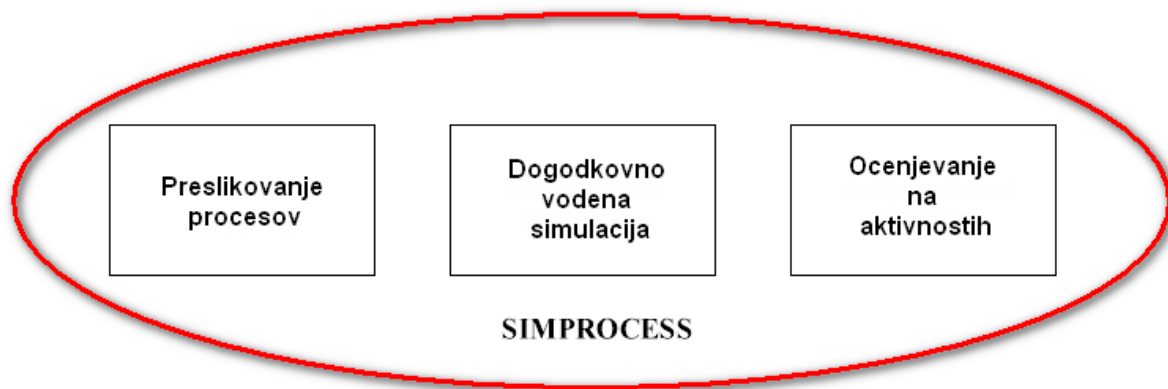 Preslikovanje
procesov
Dogodkovno
vodena
simulacija
Ocenjevanje
na
aktivnostih
SIMPROCESS